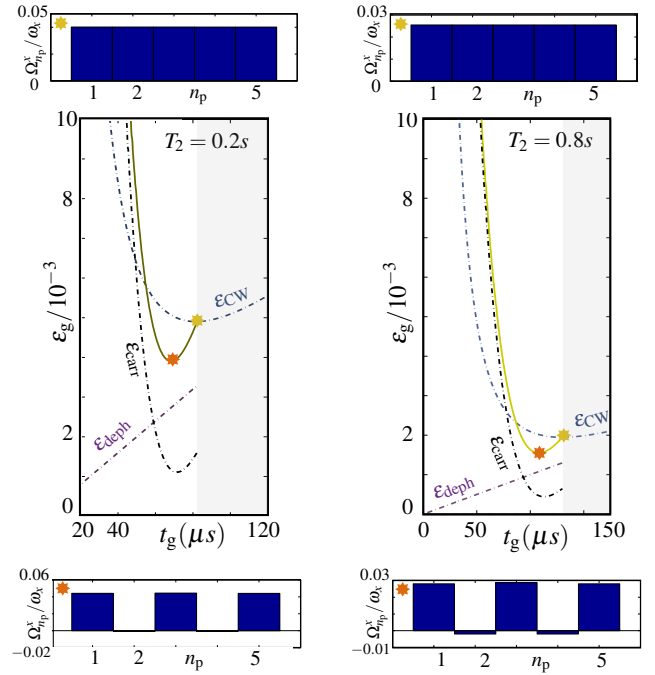 0.05
Ω^x_{n_p}/ω_x
0
1 2 n_p 5
0.03
Ω^x_{n_p}/ω_x
0
1 2 n_p 5
10
8
ε_g/10^{-3}
2
0
T_2 = 0.2s
ε_CW
ε_carr
ε_deph
20 40 80 120
t_g(μs)
10
8
ε_g/10^{-3}
2
0
T_2 = 0.8s
ε_CW
ε_carr
ε_deph
0 50 100 150
t_g(μs)
0.06
Ω^x_{n_p}/ω_x
−0.02
1 2 n_p 5
0.03
Ω^x_{n_p}/ω_x
−0.01
1 2 n_p 5